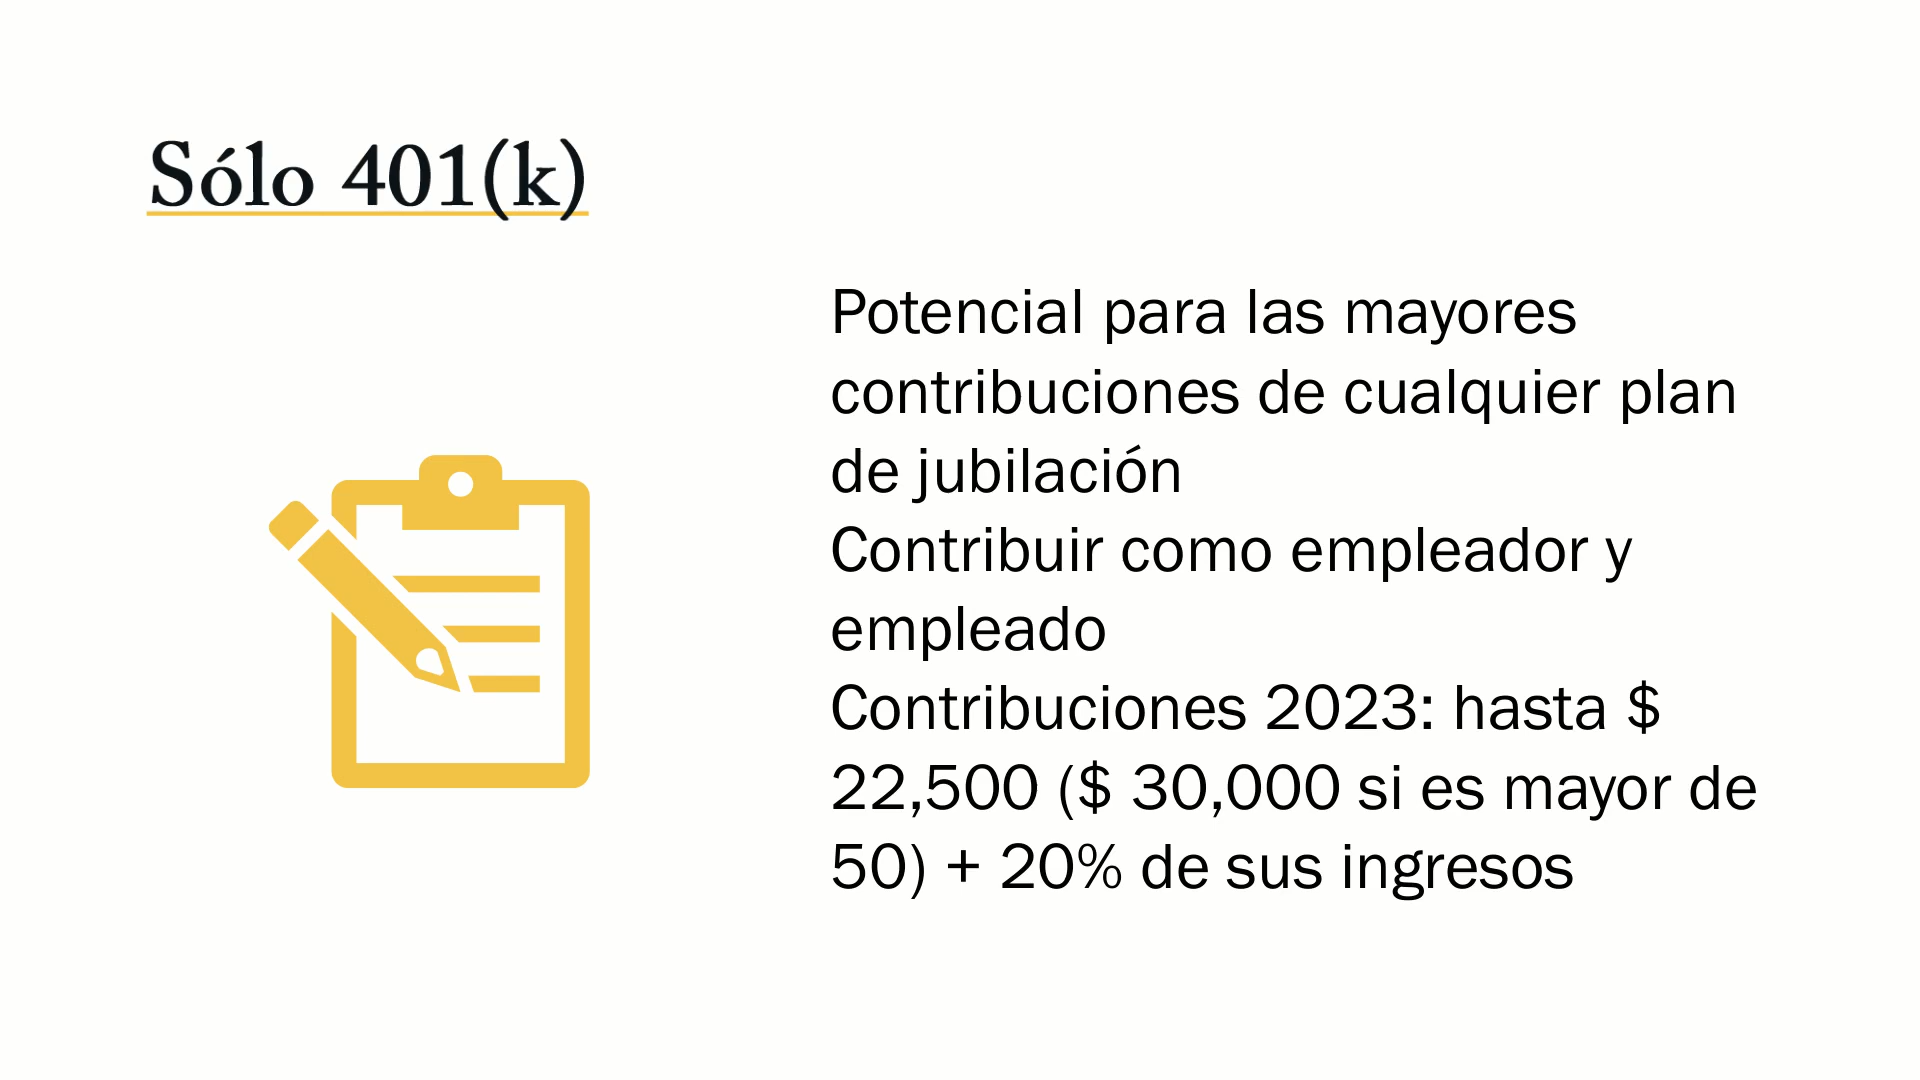 Sólo 401(k)
Potencial para las mayores
contribuciones de cualquier plan
de jubilación
Contribuir como empleador y
empleado
Contribuciones 2023: hasta $
22,500 ($ 30,000 si es mayor de
50) + 20% de sus ingresos